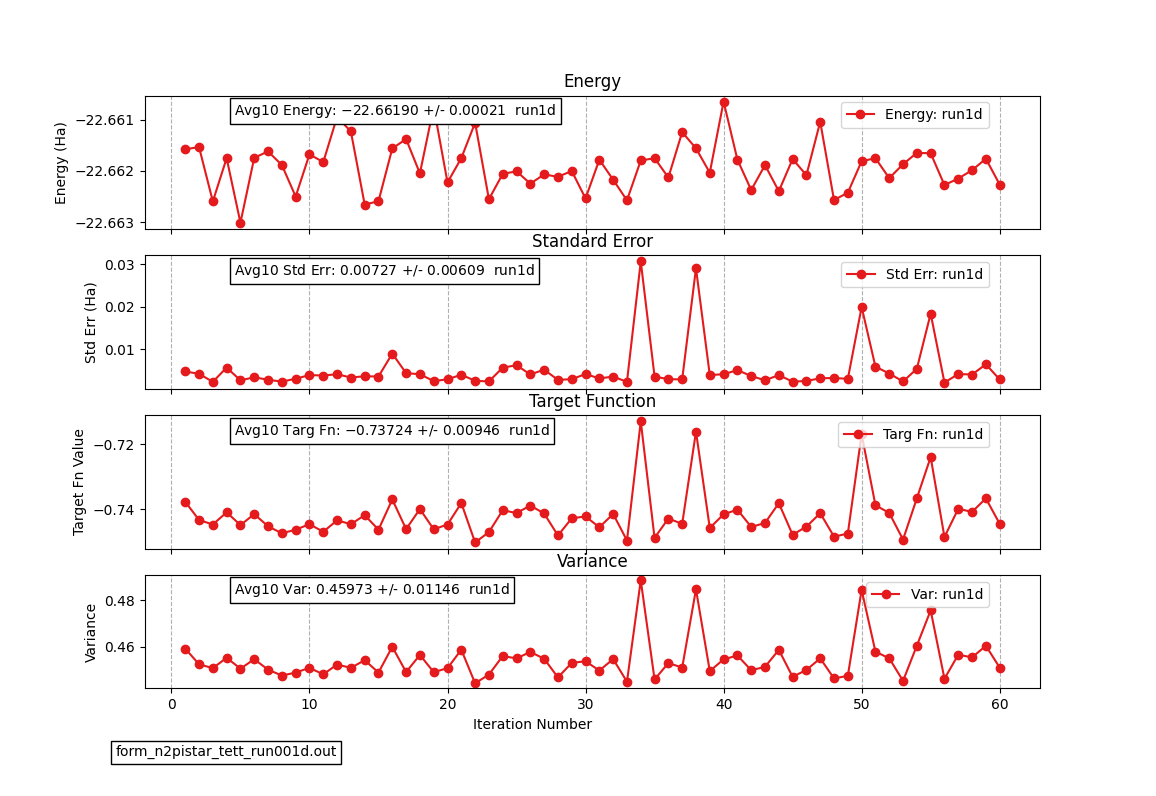 Energy
Avg10 Energy: −22.66190 +/- 0.00021  run1d
Energy: run1d
Energy (Ha)
−22.661
−22.662
−22.663
Standard Error
Avg10 Std Err: 0.00727 +/- 0.00609  run1d
Std Err: run1d
Std Err (Ha)
0.03
0.02
0.01
Target Function
Avg10 Targ Fn: −0.73724 +/- 0.00946  run1d
Targ Fn: run1d
Target Fn Value
−0.72
−0.74
Variance
Avg10 Var: 0.45973 +/- 0.01146  run1d
Var: run1d
Variance
0.48
0.46
0 10 20 30 40 50 60
Iteration Number
form_n2pistar_tett_run001d.out